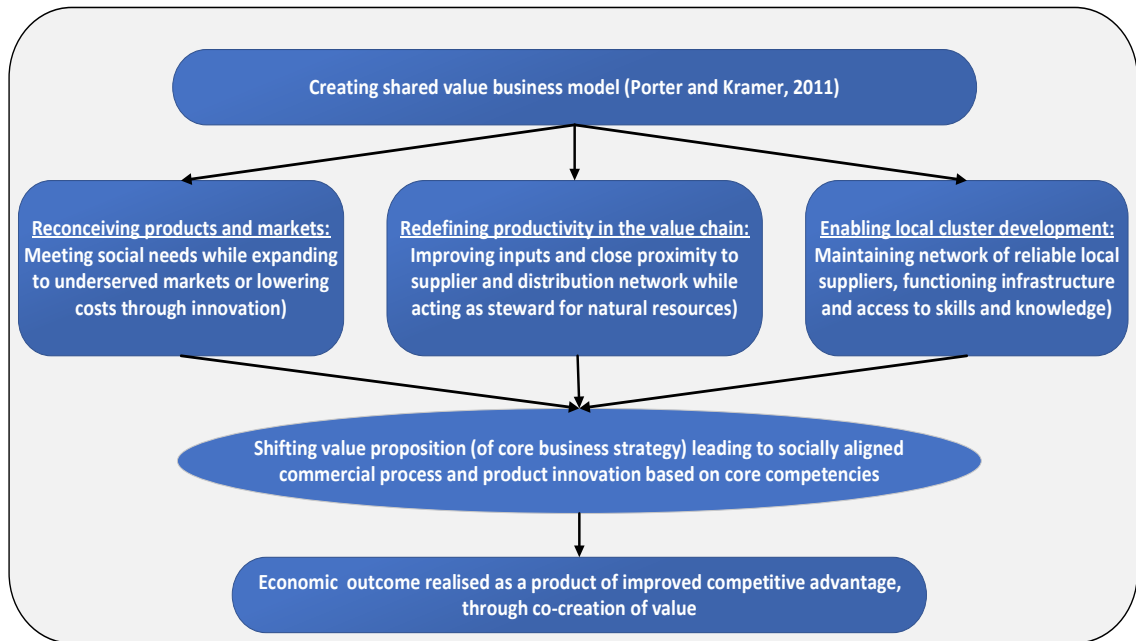 Creating shared value business model (Porter and Kramer, 2011)
Reconceiving products and markets:
Meeting social needs while expanding
to underserved markets or lowering
costs through innovation)
Redefining productivity in the value chain:
Improving inputs and close proximity to
supplier and distribution network while
acting as steward for natural resources)
Enabling local cluster development:
Maintaining network of reliable local
suppliers, functioning infrastructure
and access to skills and knowledge)
Shifting value proposition (of core business strategy) leading to socially aligned
commercial process and product innovation based on core competencies
Economic outcome realised as a product of improved competitive advantage,
through co-creation of value